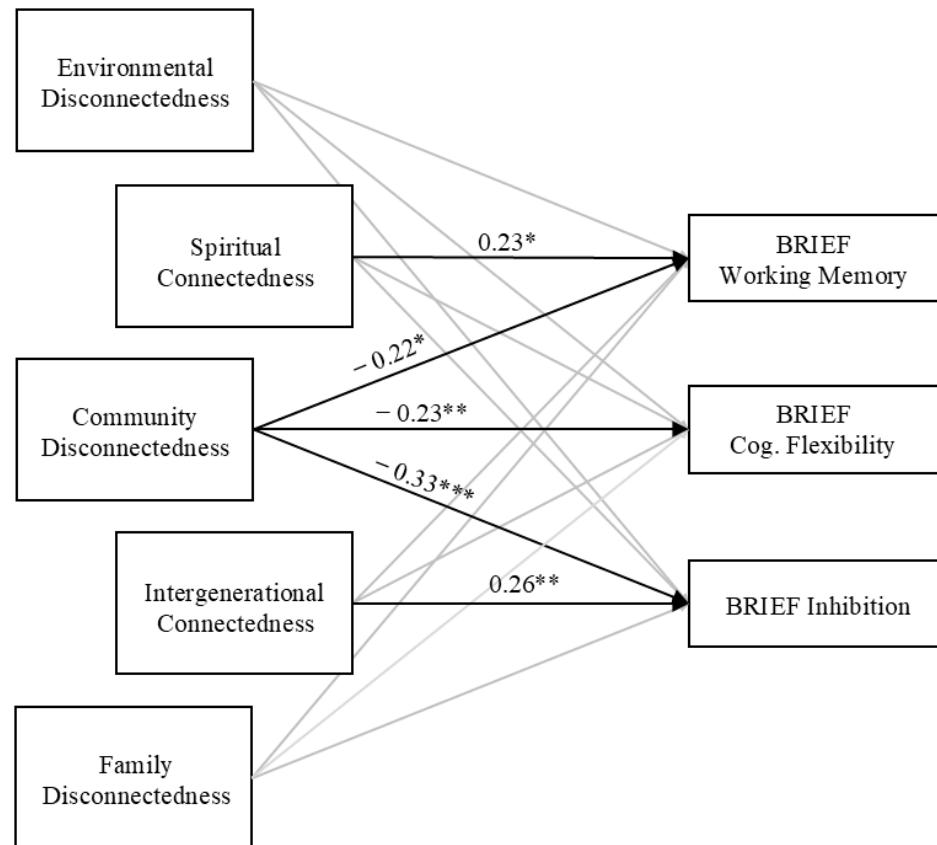 Environmental
Disconnectedness
Spiritual
Connectedness
0.23*
BRIEF
Working Memory
− 0.22*
Community
Disconnectedness
− 0.23**
BRIEF
Cog. Flexibility
− 0.33***
Intergenerational
Connectedness
0.26**
BRIEF Inhibition
Family
Disconnectedness